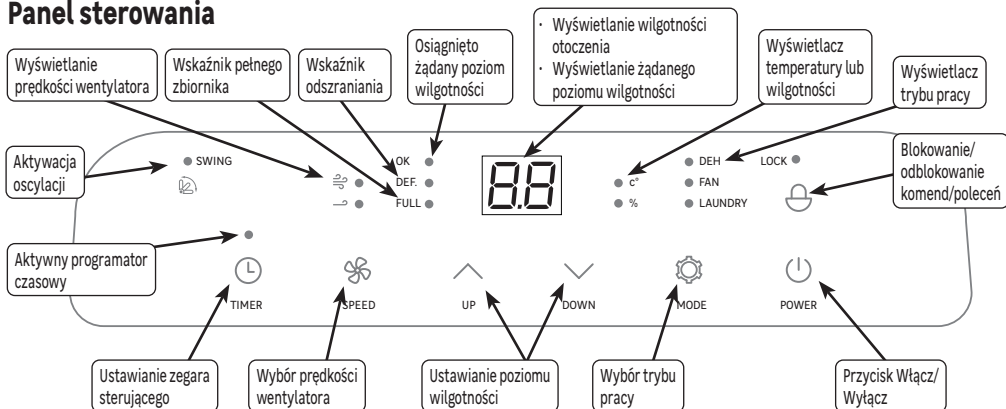 Panel sterowania
Wyświetlanie
prędkości wentylatora
Wskaźnik pełnego
zbiornika
Wskaźnik
odszraniania
Osiągnięto
żądany poziom
wilgotności
· Wyświetlanie wilgotności
otoczenia
· Wyświetlanie żądanego
poziomu wilgotności
Wyświetlacz
temperatury lub
wilgotności
Wyświetlacz
trybu pracy
Aktywacja
oscylacji
SWING
OK
DEF.
FULL
8.8
c°
%
DEH
FAN
LAUNDRY
LOCK
Blokowanie/
odblokowanie
komend/poleceń
Aktywny programator
czasowy
TIMER
SPEED
UP
DOWN
MODE
POWER
Ustawianie zegara
sterującego
Wybór prędkości
wentylatora
Ustawianie poziomu
wilgotności
Wybór trybu
pracy
Przycisk Włącz/
Wyłącz